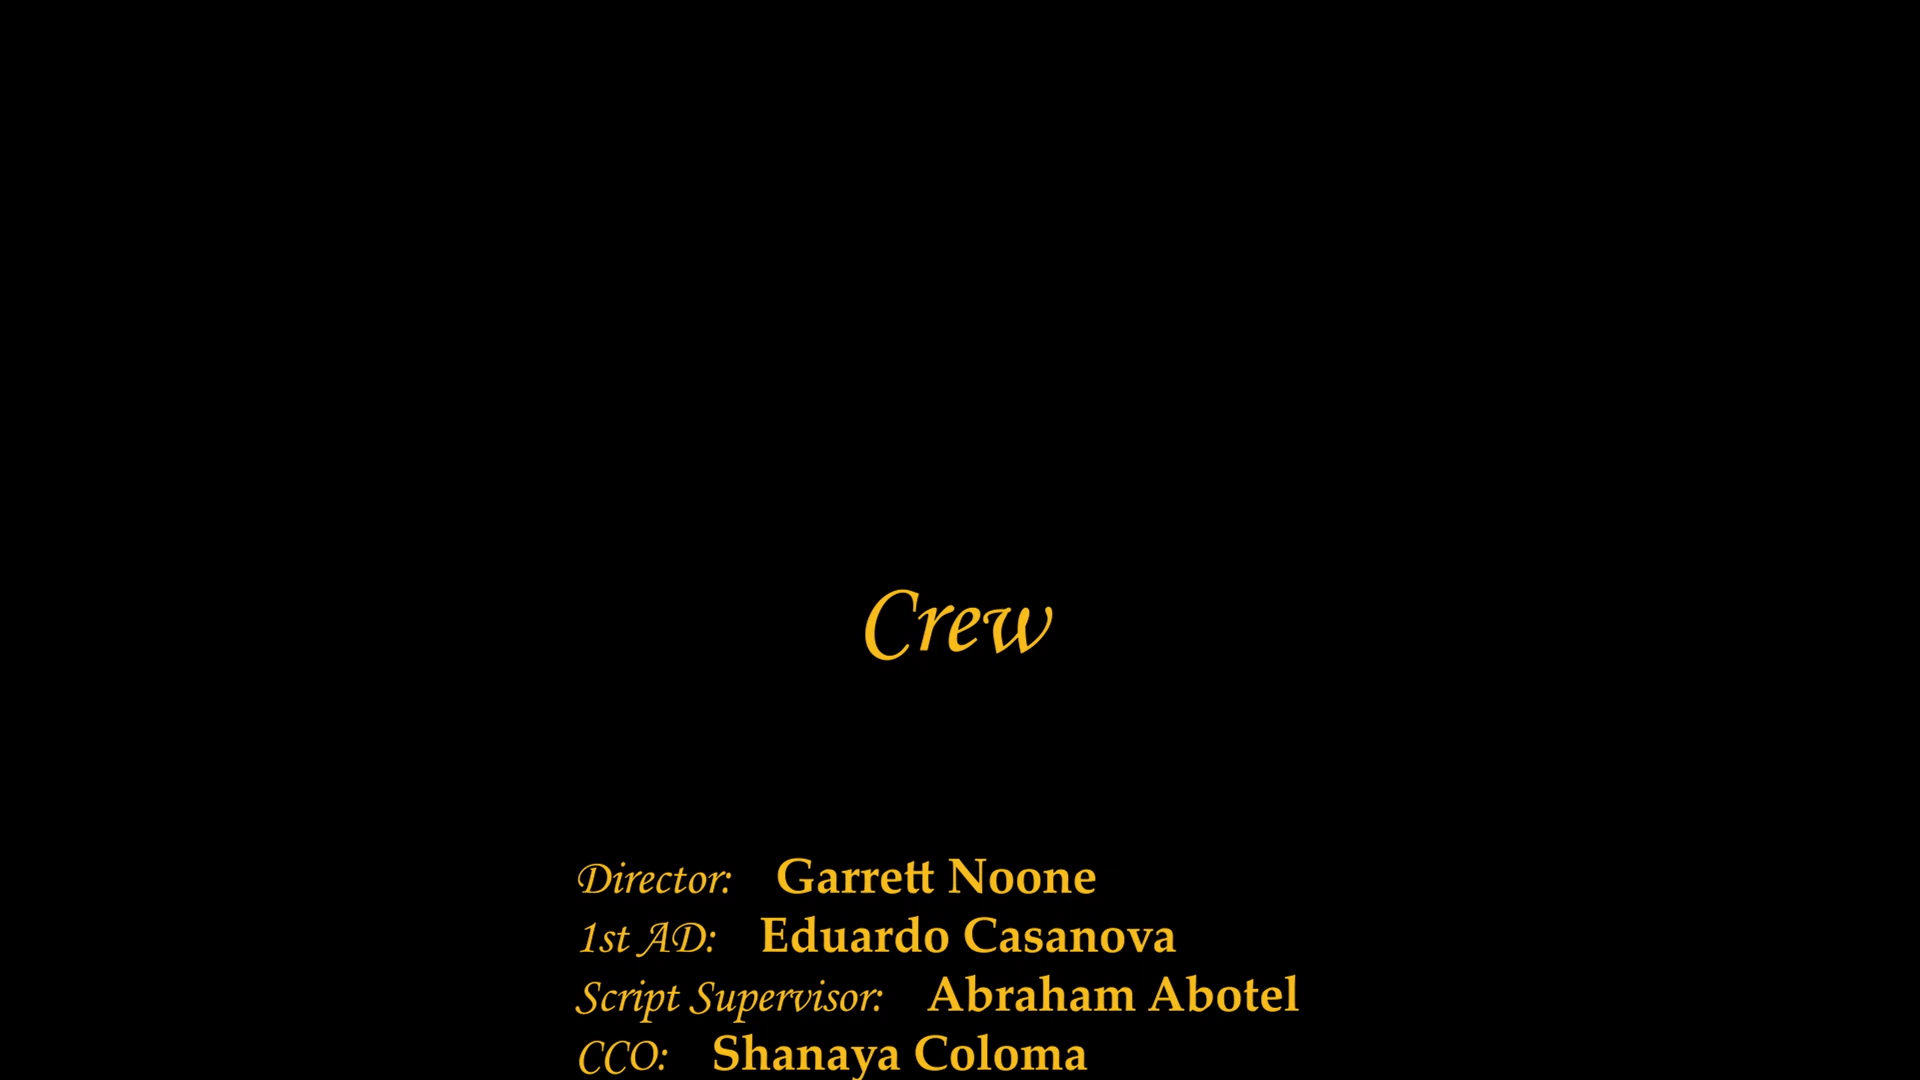 Crew
Director: Garrett Noone
1st AD: Eduardo Casanova
Script Supervisor: Abraham Abotel
CCO: Shanaya Coloma